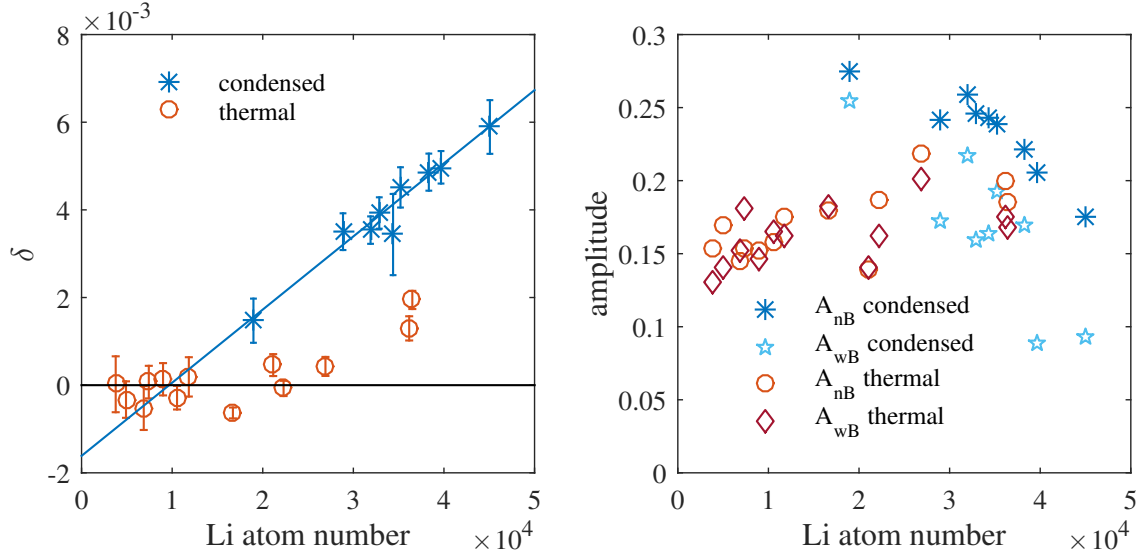 ×10⁻³
8
6
4
2
0
-2
δ
condensed
thermal
0 1 2 3 4 5
Li atom number
×10⁴
0.3
0.25
0.2
0.15
0.1
0.05
0
amplitude
A_nB condensed
A_wB condensed
A_nB thermal
A_wB thermal
0 1 2 3 4 5
Li atom number
×10⁴